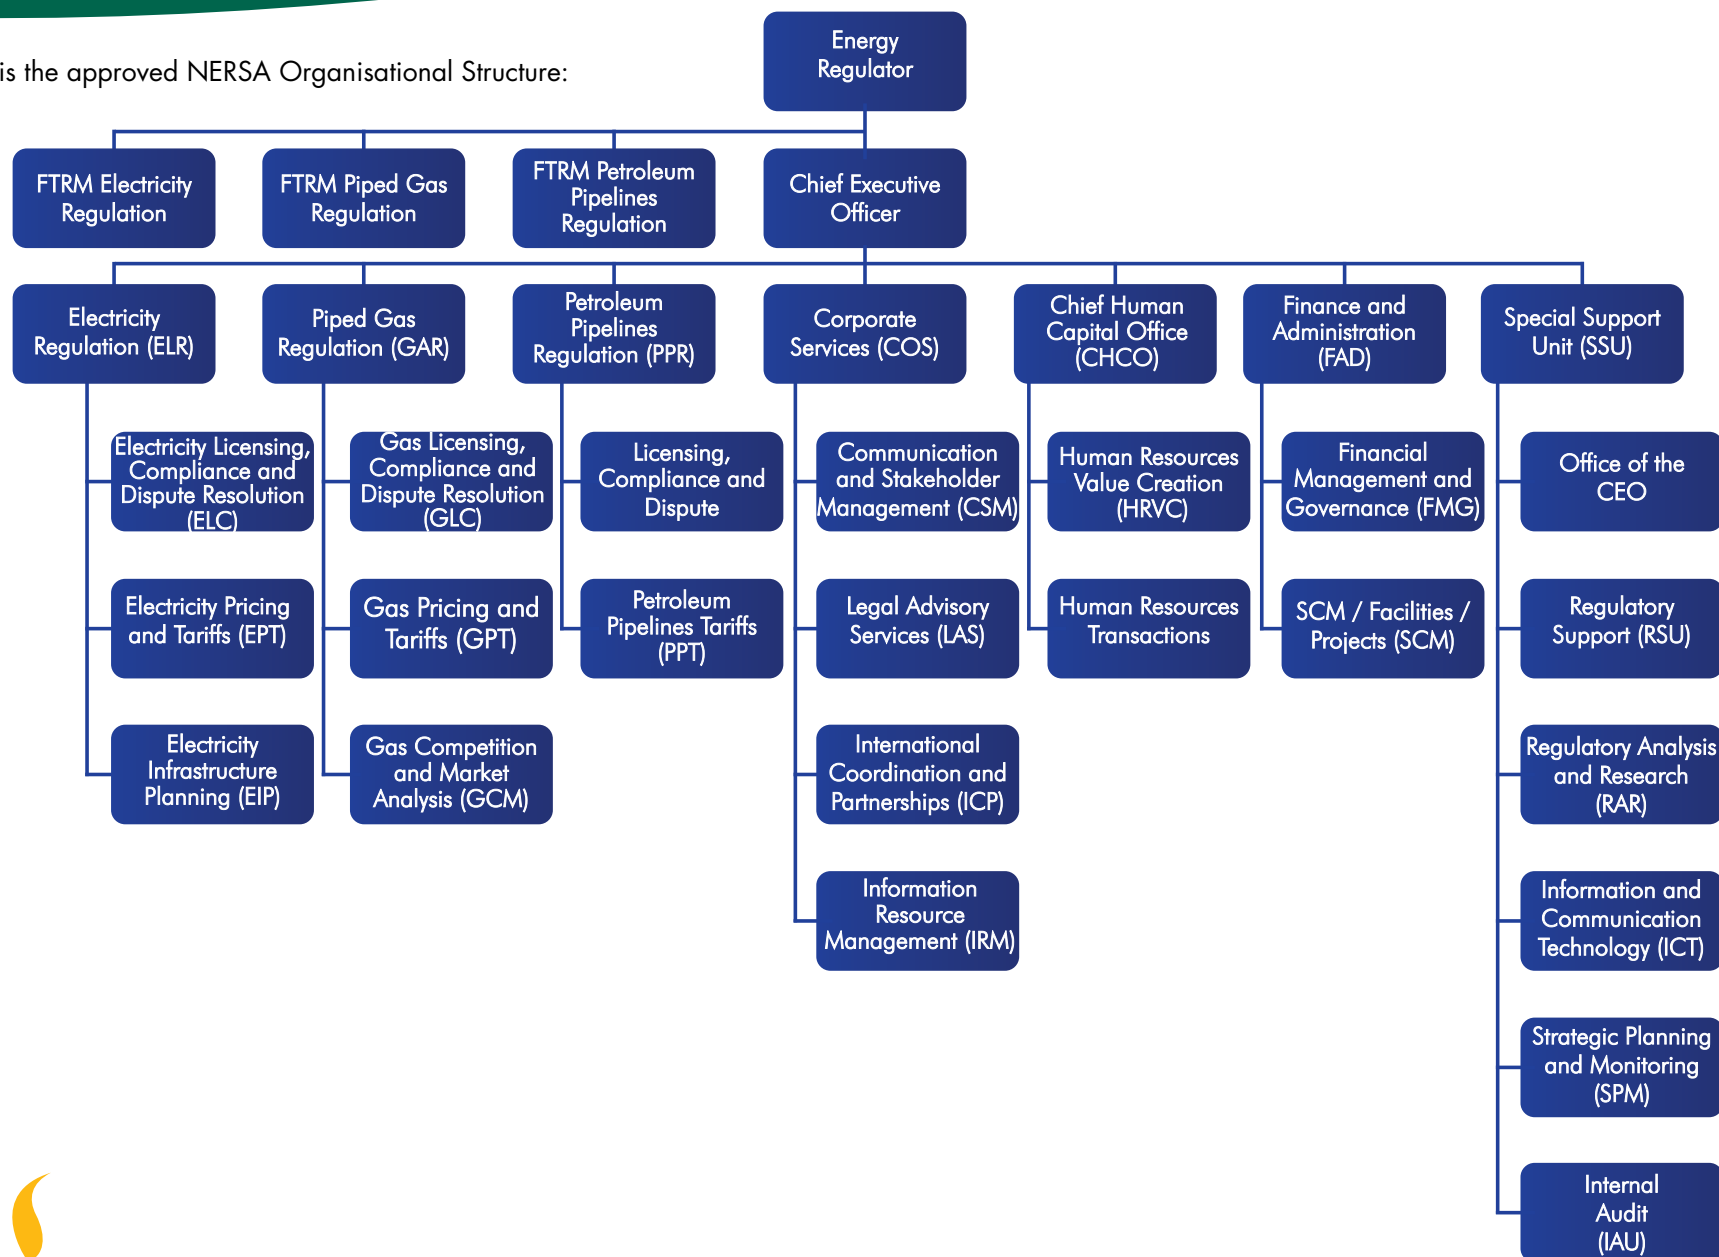 is the approved NERSA Organisational Structure:
Energy
Regulator
FTRM Electricity
Regulation
FTRM Piped Gas
Regulation
FTRM Petroleum
Pipelines
Regulation
Chief Executive
Officer
Electricity
Regulation (ELR)
Piped Gas
Regulation (GAR)
Petroleum
Pipelines
Regulation (PPR)
Corporate
Services (COS)
Chief Human
Capital Office
(CHCO)
Finance and
Administration
(FAD)
Special Support
Unit (SSU)
Electricity Licensing,
Compliance and
Dispute Resolution
(ELC)
Gas Licensing,
Compliance and
Dispute Resolution
(GLC)
Licensing,
Compliance and
Dispute
Communication
and Stakeholder
Management (CSM)
Human Resources
Value Creation
(HRVC)
Financial
Management and
Governance (FMG)
Office of the
CEO
Electricity Pricing
and Tariffs (EPT)
Gas Pricing and
Tariffs (GPT)
Petroleum
Pipelines Tariffs
(PPT)
Legal Advisory
Services (LAS)
Human Resources
Transactions
SCM / Facilities /
Projects (SCM)
Regulatory
Support (RSU)
Electricity
Infrastructure
Planning (EIP)
Gas Competition
and Market
Analysis (GCM)
International
Coordination and
Partnerships (ICP)
Regulatory Analysis
and Research
(RAR)
Information
Resource
Management (IRM)
Information and
Communication
Technology (ICT)
Strategic Planning
and Monitoring
(SPM)
Internal
Audit
(IAU)